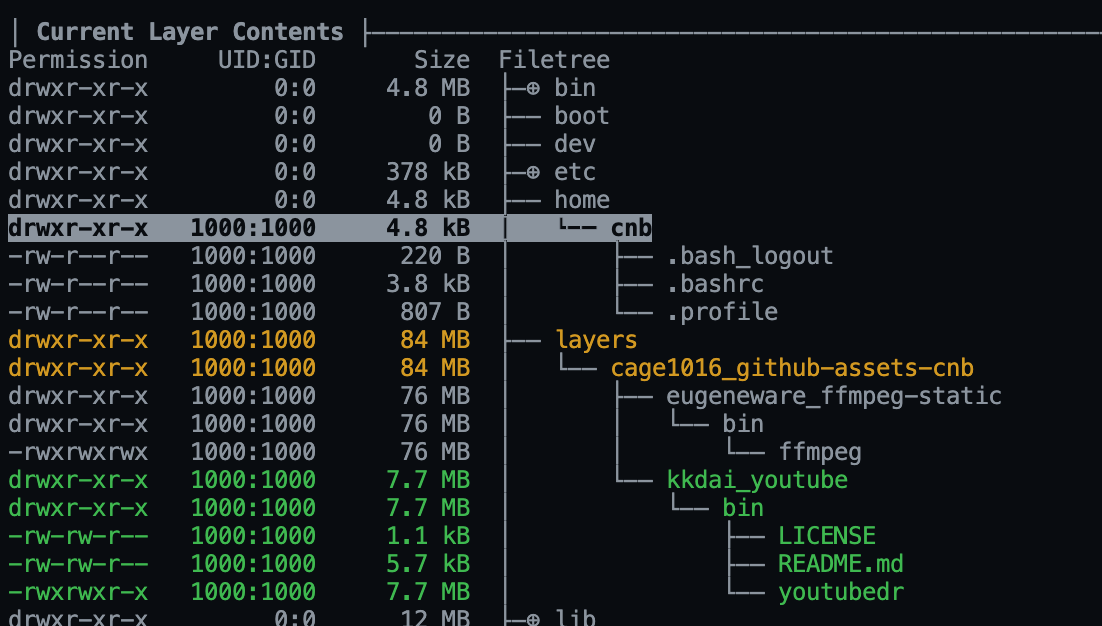 │ Current Layer Contents ├──────────────────────────────
Permission     UID:GID       Size  Filetree
drwxr-xr-x         0:0     4.8 MB  ├─⊕ bin
drwxr-xr-x         0:0        0 B  ├── boot
drwxr-xr-x         0:0        0 B  ├── dev
drwxr-xr-x         0:0     378 kB  ├─⊕ etc
drwxr-xr-x         0:0     4.8 kB  ├── home
drwxr-xr-x   1000:1000     4.8 kB  │   └── cnb
-rw-r--r--   1000:1000      220 B  │       ├── .bash_logout
-rw-r--r--   1000:1000     3.8 kB  │       ├── .bashrc
-rw-r--r--   1000:1000      807 B  │       └── .profile
drwxr-xr-x   1000:1000      84 MB  ├── layers
drwxr-xr-x   1000:1000      84 MB  │   └── cage1016_github-assets-cnb
drwxr-xr-x   1000:1000      76 MB  │       ├── eugeneware_ffmpeg-static
drwxr-xr-x   1000:1000      76 MB  │       │   └── bin
-rwxrwxrwx   1000:1000      76 MB  │       │       └── ffmpeg
drwxr-xr-x   1000:1000     7.7 MB  │       └── kkdai_youtube
drwxr-xr-x   1000:1000     7.7 MB  │           └── bin
-rw-rw-r--   1000:1000     1.1 kB  │               ├── LICENSE
-rw-rw-r--   1000:1000     5.7 kB  │               ├── README.md
-rwxrwxr-x   1000:1000     7.7 MB  │               └── youtubedr
drwxr-xr-x         0:0      12 MB  ├─⊕ lib